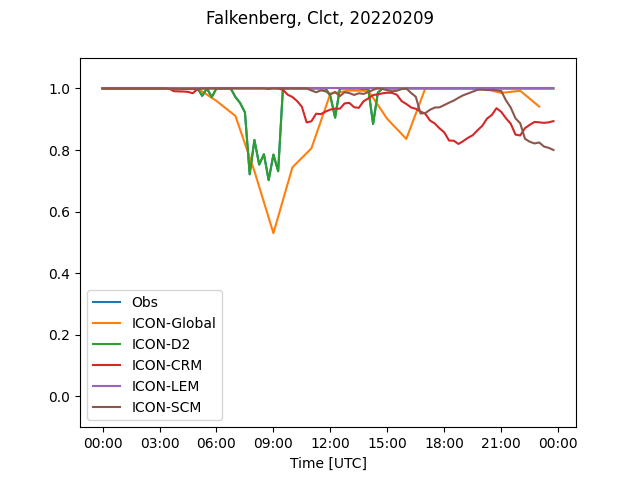 Falkenberg, Clct, 20220209
1.0
0.8
0.6
0.4
0.2
0.0
Obs
ICON-Global
ICON-D2
ICON-CRM
ICON-LEM
ICON-SCM
00:00 03:00 06:00 09:00 12:00 15:00 18:00 21:00 00:00
Time [UTC]